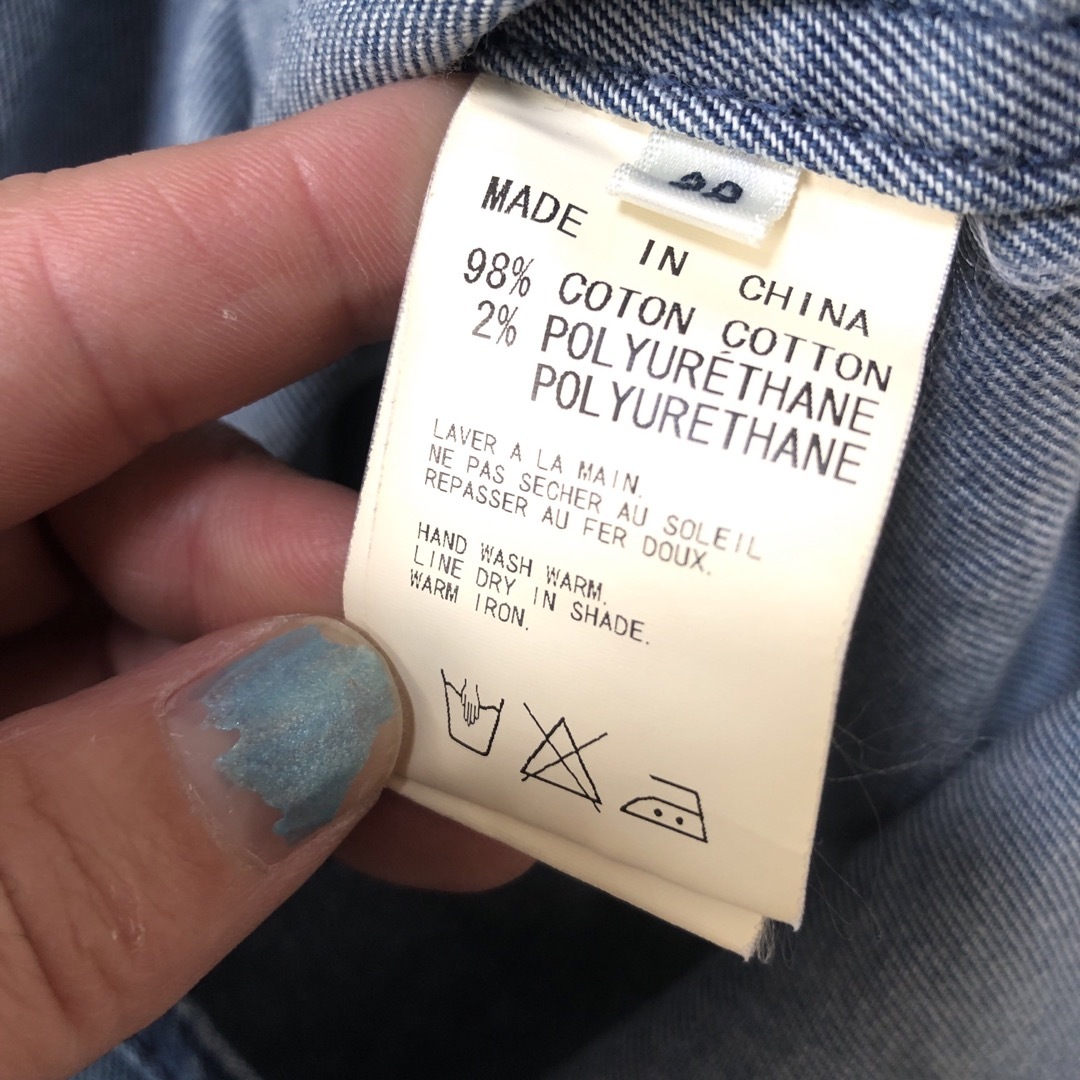 MADE IN CHINA
98% COTON COTTON
2% POLYURÉTHANE
POLYURETHANE
LAVER A LA MAIN.
NE PAS SECHER AU SOLEIL
REPASSER AU FER DOUX.
HAND WASH WARM.
LINE DRY IN SHADE.
WARM IRON.